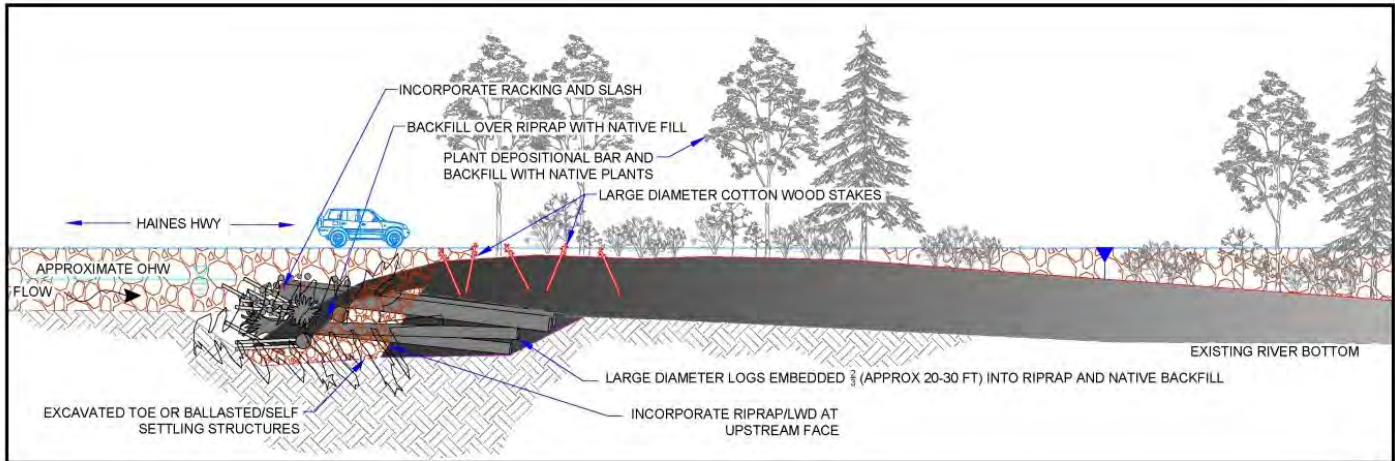 INCORPORATE RACKING AND SLASH
BACKFILL OVER RIPRAP WITH NATIVE FILL
PLANT DEPOSITIONAL BAR AND
BACKFILL WITH NATIVE PLANTS
LARGE DIAMETER COTTON WOOD STAKES
HAINES HWY
APPROXIMATE OHW
FLOW
EXISTING RIVER BOTTOM
LARGE DIAMETER LOGS EMBEDDED ⅔ (APPROX 20-30 FT) INTO RIPRAP AND NATIVE BACKFILL
EXCAVATED TOE OR BALLASTED/SELF
SETTLING STRUCTURES
INCORPORATE RIPRAP/LWD AT
UPSTREAM FACE